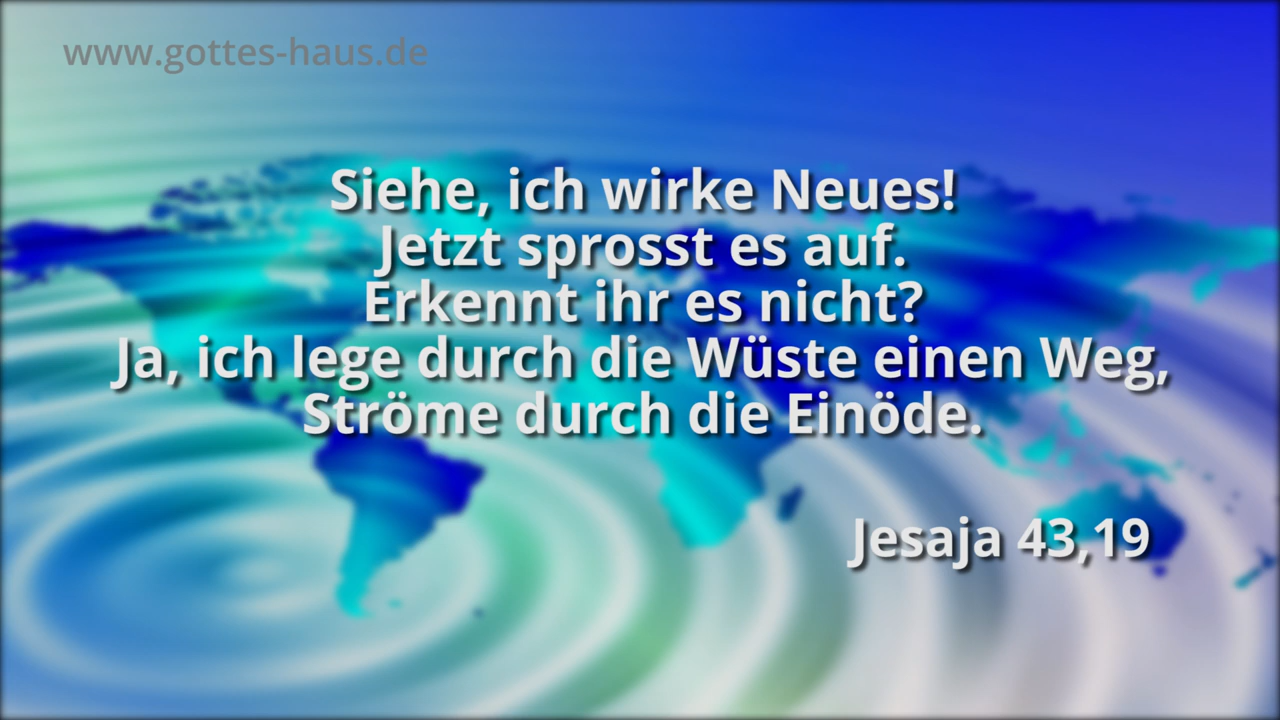 www.gottes-haus.de
Siehe, ich wirke Neues!
Jetzt sprosst es auf.
Erkennt ihr es nicht?
Ja, ich lege durch die Wüste einen Weg,
Ströme durch die Einöde.
Jesaja 43,19